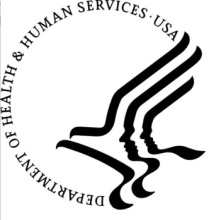 DEPARTMENT OF HEALTH & HUMAN SERVICES · USA